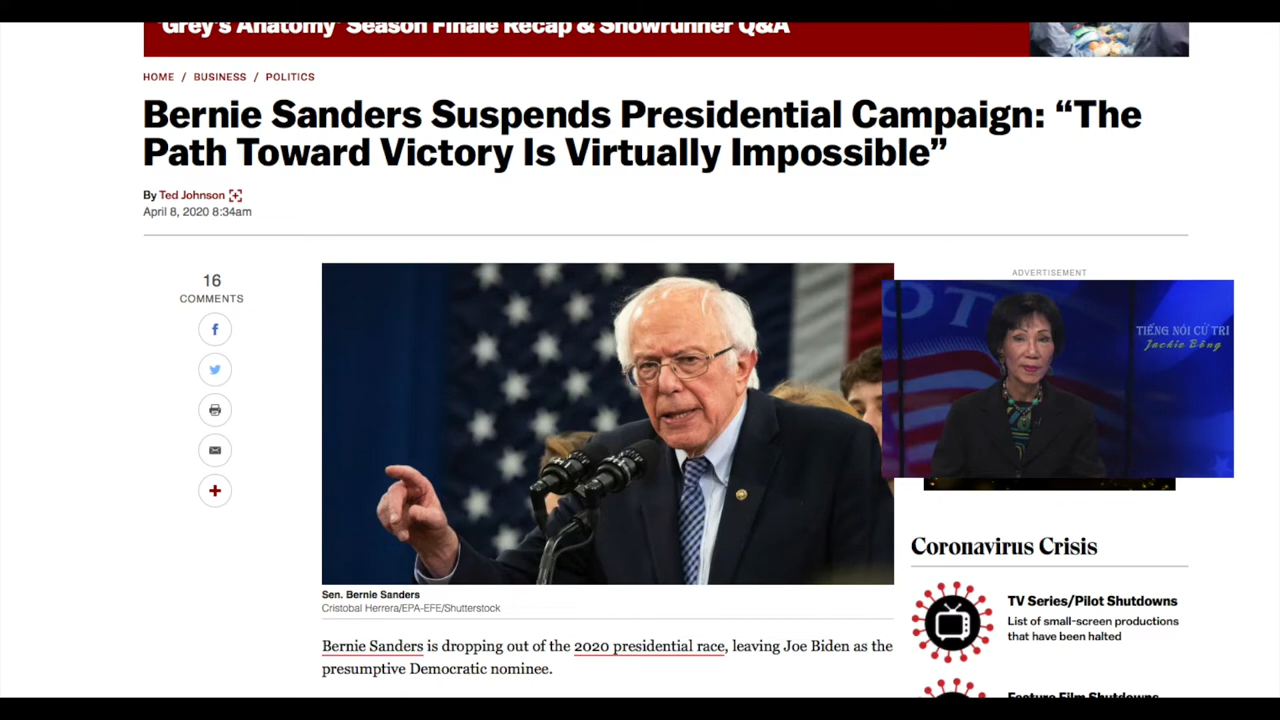 'Grey's Anatomy' Season Finale Recap & Showrunner Q&A
HOME / BUSINESS / POLITICS
Bernie Sanders Suspends Presidential Campaign: “The
Path Toward Victory Is Virtually Impossible”
By Ted Johnson
April 8, 2020 8:34am
16
COMMENTS
ADVERTISEMENT
OT
TIẾNG NÓI CỬ TRI
Jackie Bông
Sen. Bernie Sanders
Cristobal Herrera/EPA-EFE/Shutterstock
Bernie Sanders is dropping out of the 2020 presidential race, leaving Joe Biden as the
presumptive Democratic nominee.
Coronavirus Crisis
TV Series/Pilot Shutdowns
List of small-screen productions
that have been halted
Feature Film Shutdowns